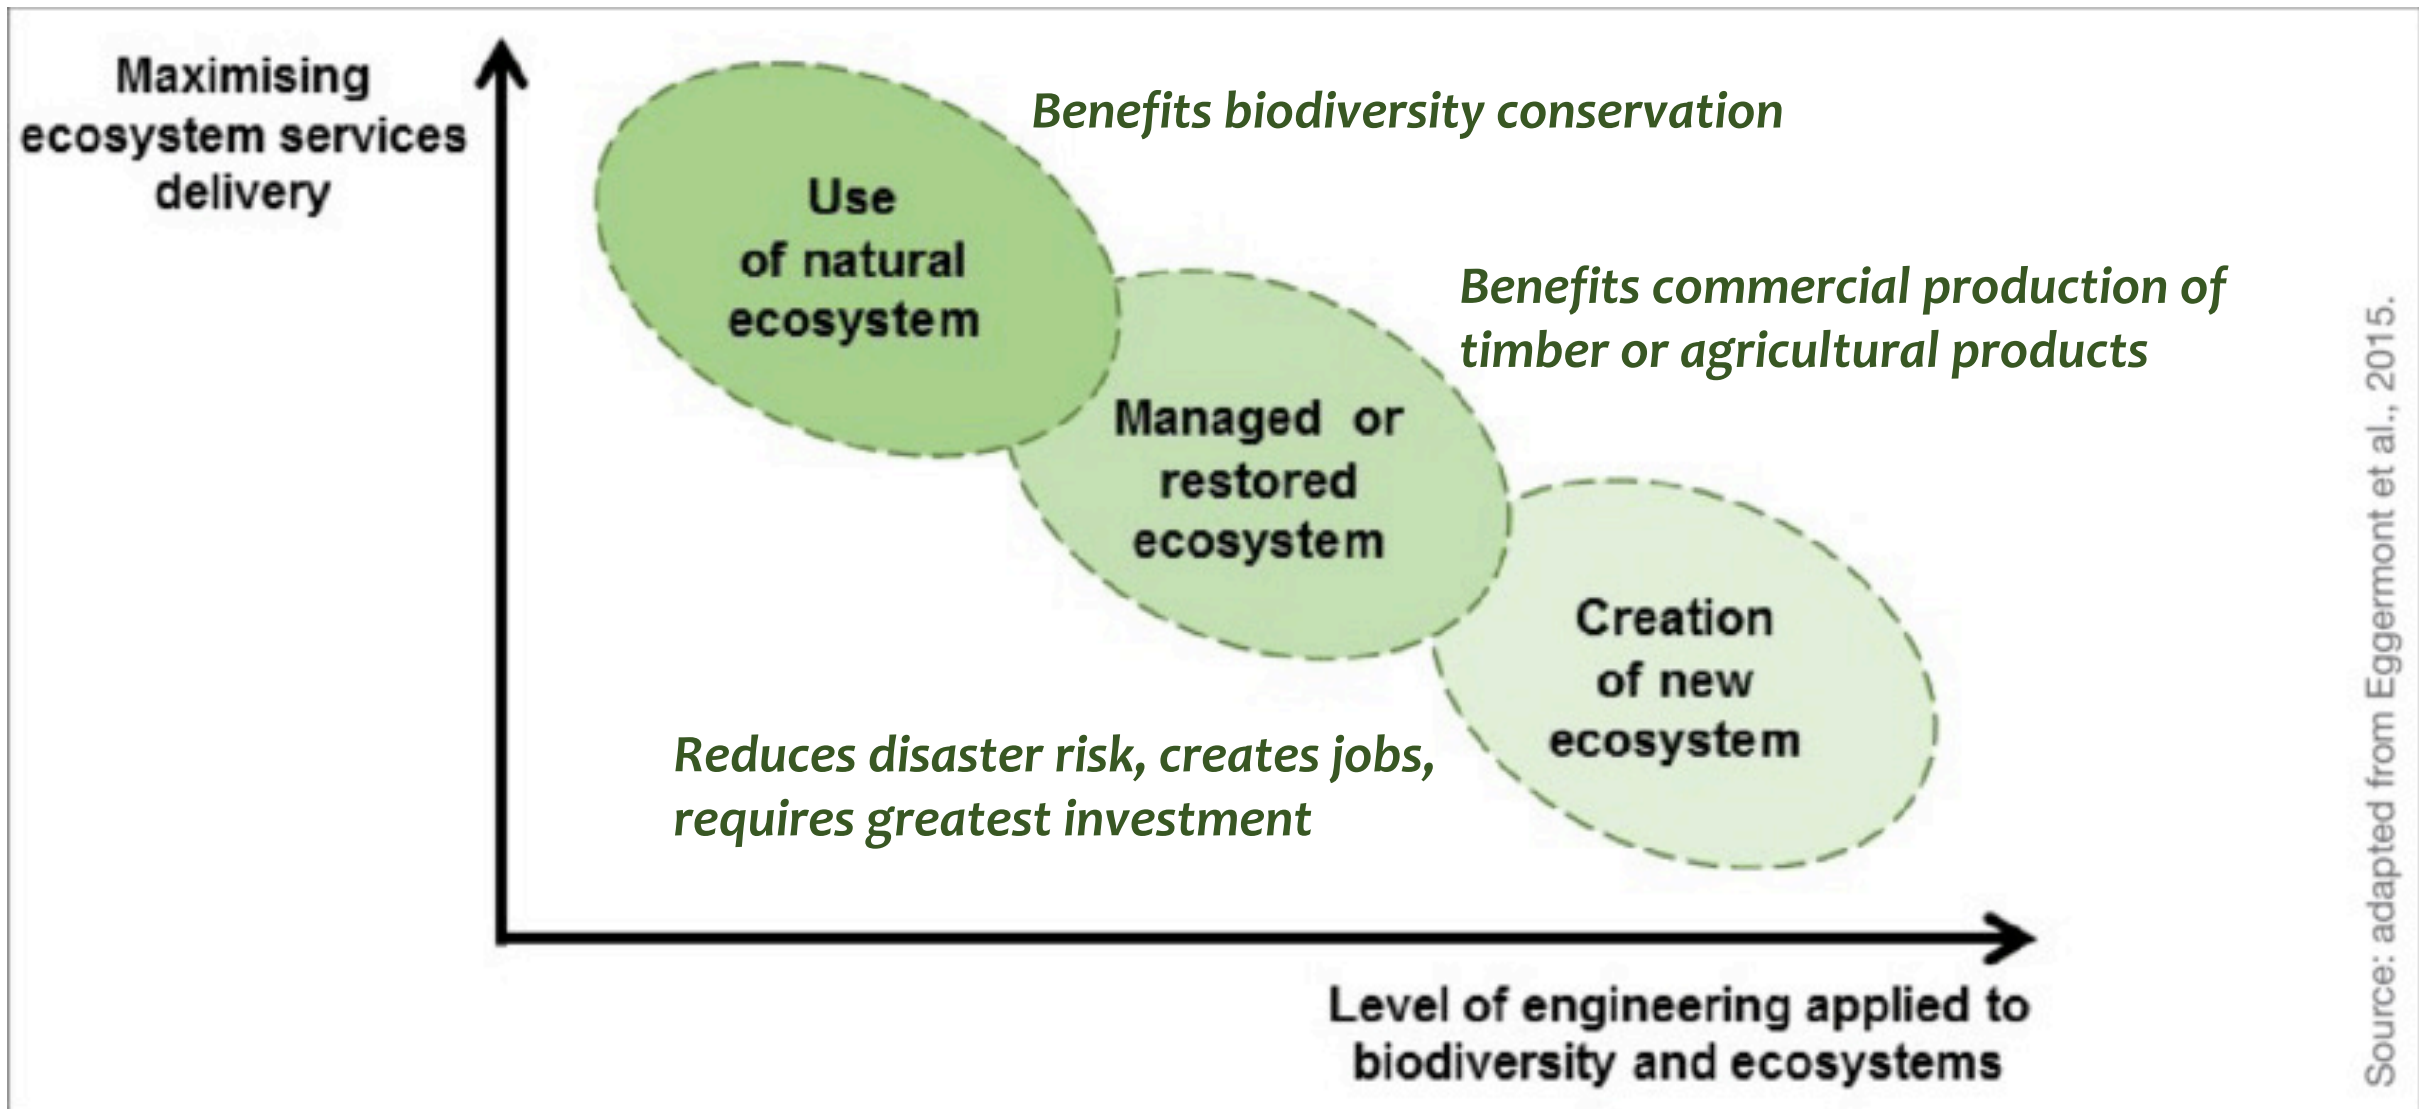 Maximising
ecosystem services
delivery
Benefits biodiversity conservation
Use
of natural
ecosystem
Benefits commercial production of
timber or agricultural products
Managed or
restored
ecosystem
Creation
of new
ecosystem
Reduces disaster risk, creates jobs,
requires greatest investment
Level of engineering applied to
biodiversity and ecosystems
Source: adapted from Eggermont et al., 2015.